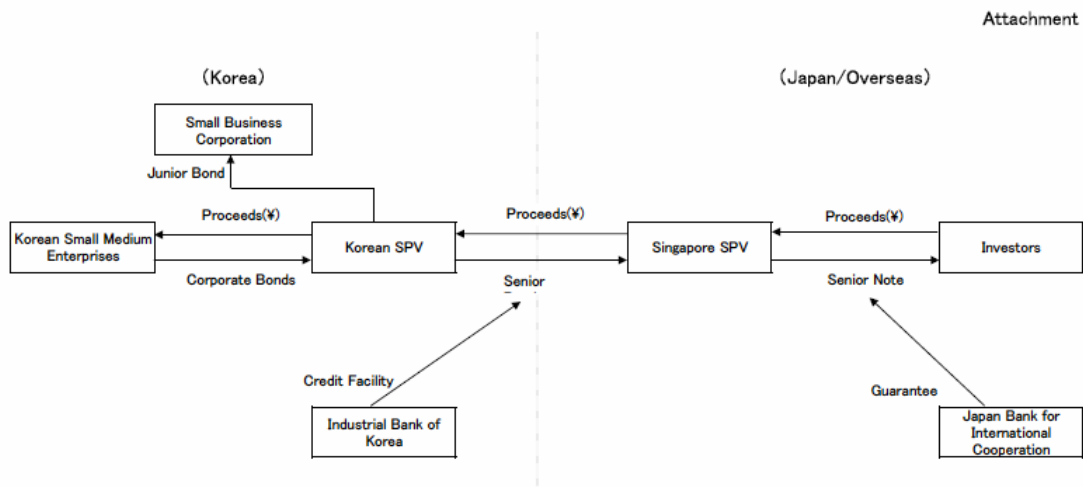 Attachment
(Korea)
(Japan/Overseas)
Small Business
Corporation
Junior Bond
Proceeds(¥)
Proceeds(¥)
Proceeds(¥)
Korean Small Medium
Enterprises
Korean SPV
Singapore SPV
Investors
Corporate Bonds
Senior
Senior Note
Credit Facility
Guarantee
Industrial Bank of
Korea
Japan Bank for
International
Cooperation